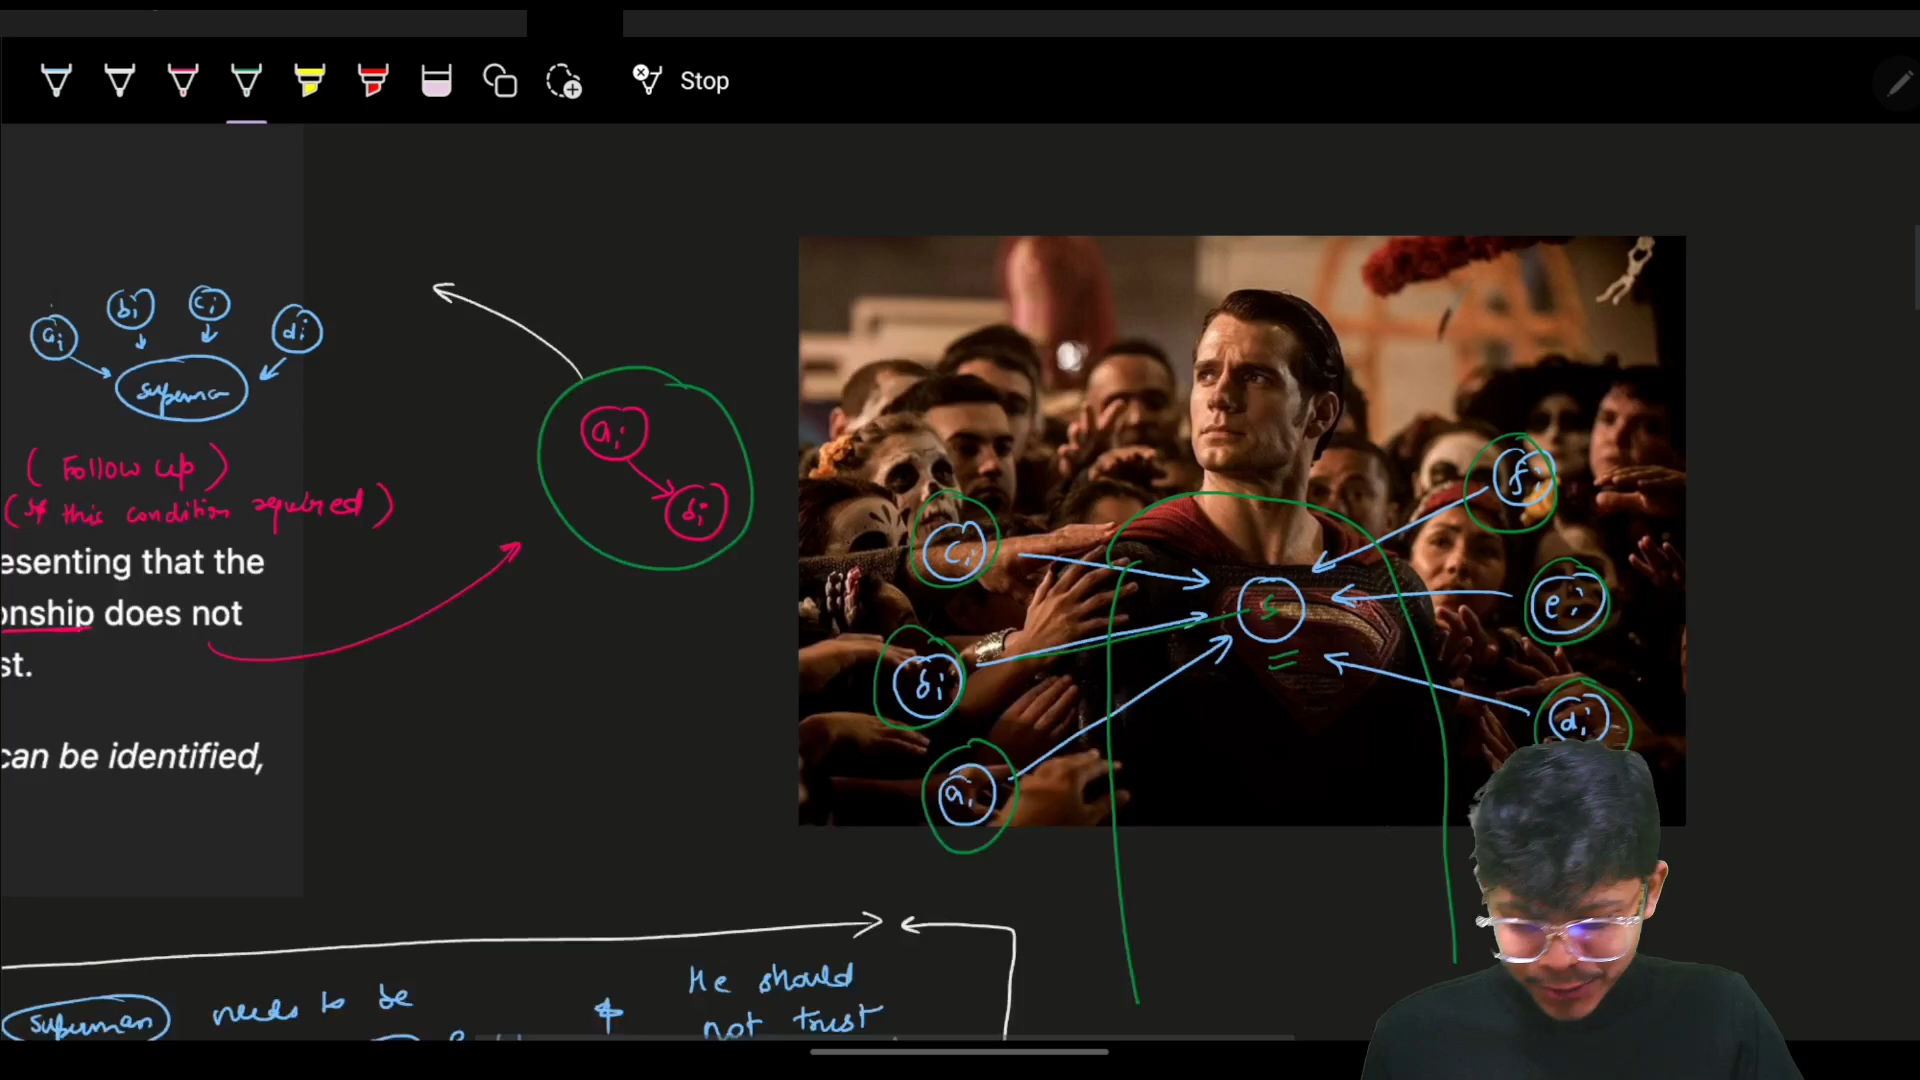 Stop
ai
bi
ci
di
superman
( Follow up )
(If this condition required)
esenting that the
onship does not
st.
can be identified,
ai
bi
ci
bi
ai
s
fi
ei
di
superman needs to be
&
He should
not trust